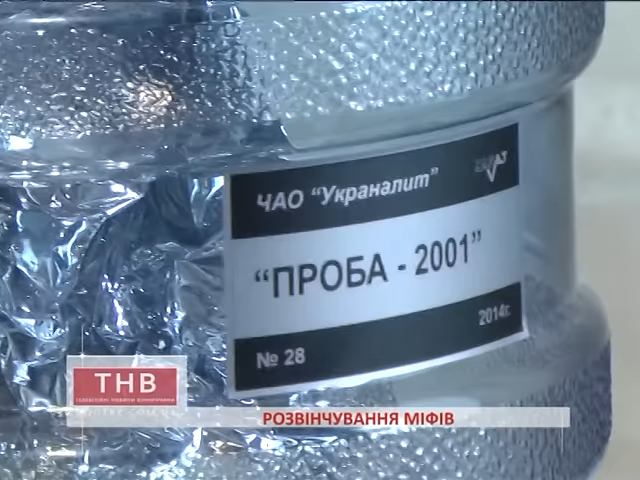 ЧАО "Украналит"
"ПРОБА - 2001"
2014г.
№ 28
ТНВ
РОЗВІНЧУВАННЯ МІФІВ